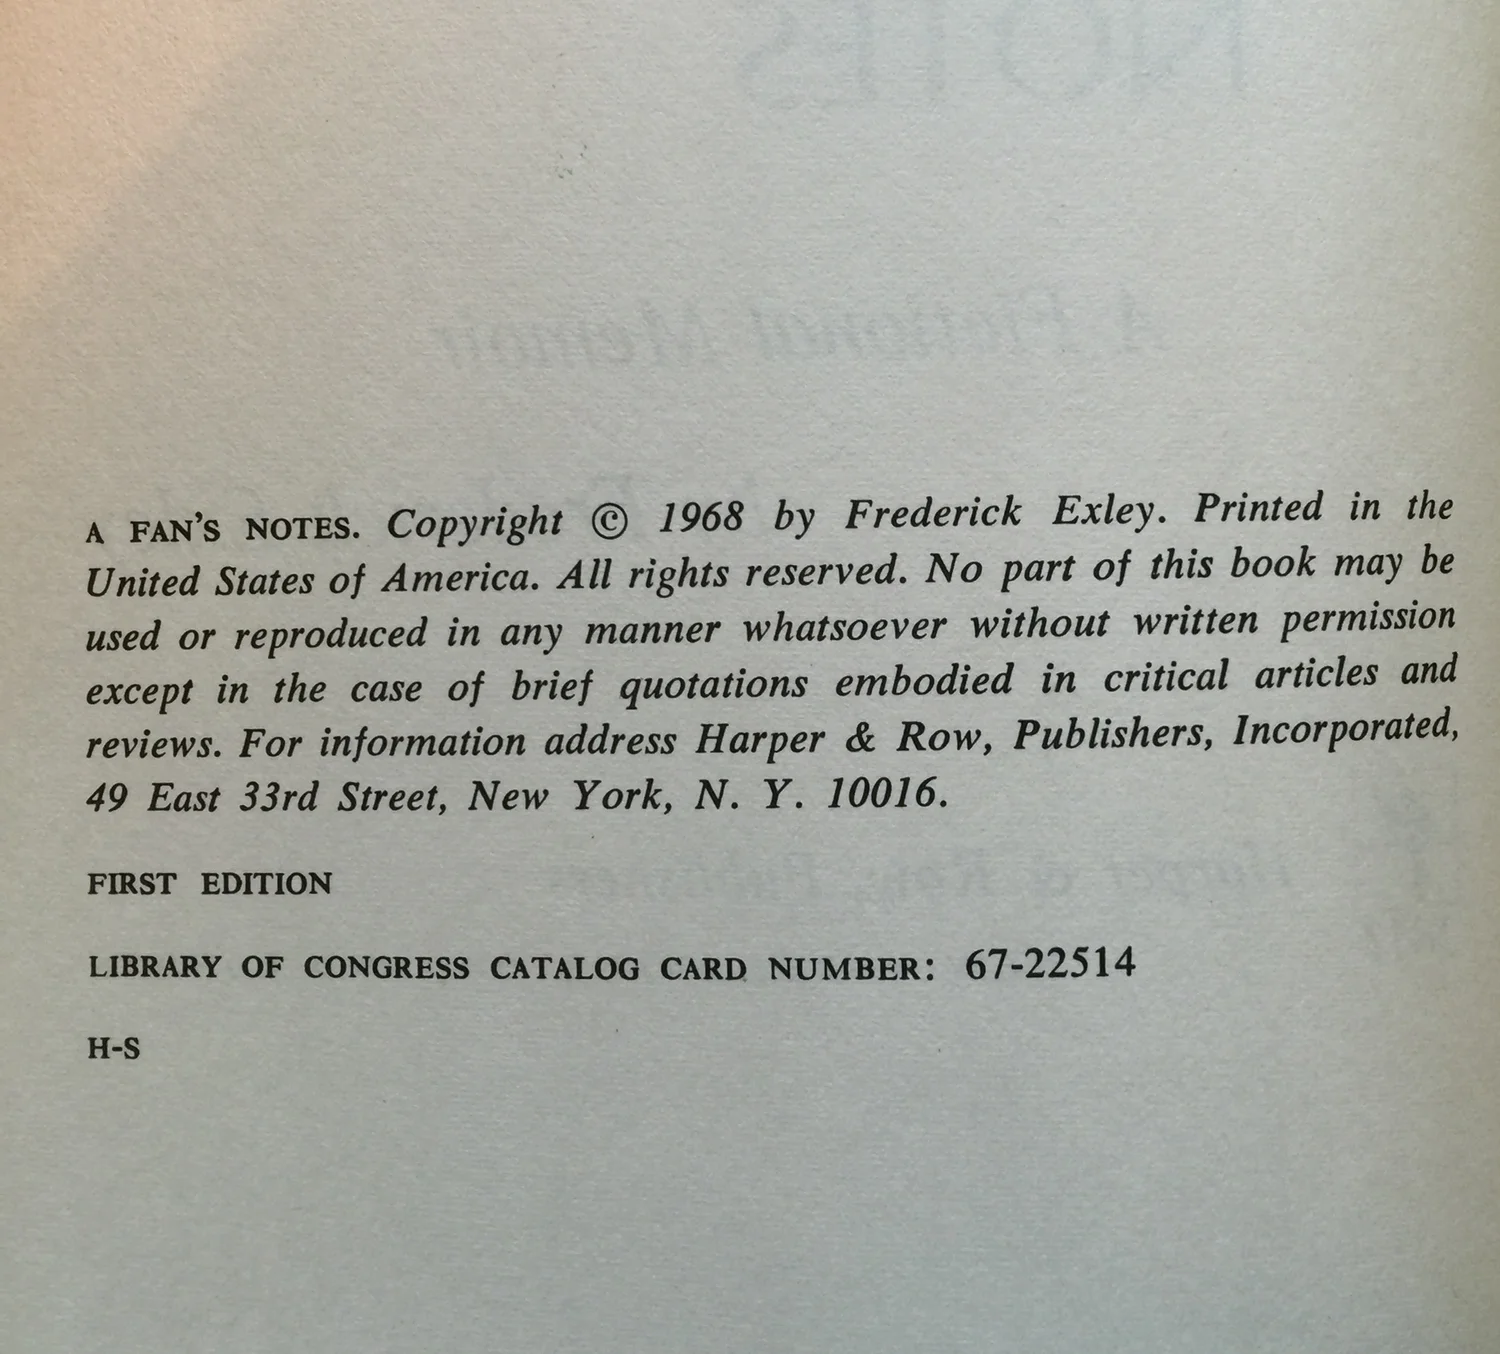 A FAN'S NOTES. Copyright © 1968 by Frederick Exley. Printed in the
United States of America. All rights reserved. No part of this book may be
used or reproduced in any manner whatsoever without written permission
except in the case of brief quotations embodied in critical articles and
reviews. For information address Harper & Row, Publishers, Incorporated,
49 East 33rd Street, New York, N. Y. 10016.
FIRST EDITION
LIBRARY OF CONGRESS CATALOG CARD NUMBER: 67-22514
H-S